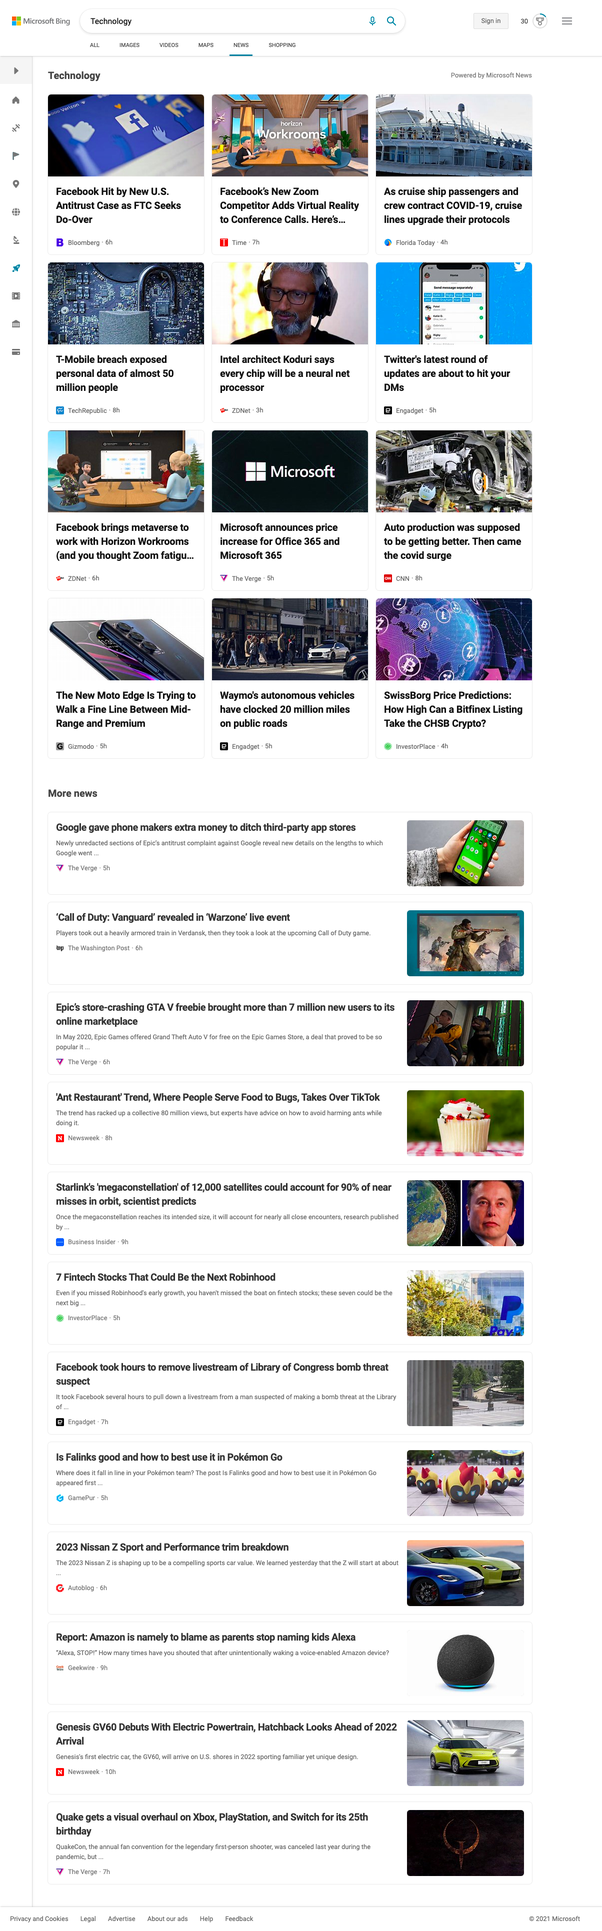 Microsoft Bing
Technology
Sign in
30
ALL IMAGES VIDEOS MAPS NEWS SHOPPING
Technology
Powered by Microsoft News
Facebook Hit by New U.S.
Antitrust Case as FTC Seeks
Do-Over
Bloomberg · 6h
horizon
Workrooms
Facebook's New Zoom
Competitor Adds Virtual Reality
to Conference Calls. Here's...
Time · 7h
As cruise ship passengers and
crew contract COVID-19, cruise
lines upgrade their protocols
Florida Today · 4h
T-Mobile breach exposed
personal data of almost 50
million people
TechRepublic · 8h
Intel architect Koduri says
every chip will be a neural net
processor
ZDNet · 3h
Twitter's latest round of
updates are about to hit your
DMs
Engadget · 5h
Facebook brings metaverse to
work with Horizon Workrooms
(and you thought Zoom fatigu...
ZDNet · 6h
Microsoft
Microsoft announces price
increase for Office 365 and
Microsoft 365
The Verge · 5h
Auto production was supposed
to be getting better. Then came
the covid surge
CNN · 8h
The New Moto Edge Is Trying to
Walk a Fine Line Between Mid-
Range and Premium
Gizmodo · 5h
Waymo's autonomous vehicles
have clocked 20 million miles
on public roads
Engadget · 5h
SwissBorg Price Predictions:
How High Can a Bitfinex Listing
Take the CHSB Crypto?
InvestorPlace · 4h
More news
Google gave phone makers extra money to ditch third-party app stores
Newly unredacted sections of Epic's antitrust complaint against Google reveal new details on the lengths to which
Google went ...
The Verge · 5h
'Call of Duty: Vanguard' revealed in 'Warzone' live event
Players took out a heavily armored train in Verdansk, then they took a look at the upcoming Call of Duty game.
The Washington Post · 6h
Epic's store-crashing GTA V freebie brought more than 7 million new users to its
online marketplace
In May 2020, Epic Games offered Grand Theft Auto V for free on the Epic Games Store, a deal that proved to be so
popular it ...
The Verge · 6h
'Ant Restaurant' Trend, Where People Serve Food to Bugs, Takes Over TikTok
The trend has racked up a collective 80 million views, but experts have advice on how to avoid harming ants while
doing it.
Newsweek · 8h
Starlink's 'megaconstellation' of 12,000 satellites could account for 90% of near
misses in orbit, scientist predicts
Once the megaconstellation reaches its intended size, it will account for nearly all close encounters, research published
by ...
Business Insider · 9h
7 Fintech Stocks That Could Be the Next Robinhood
Even if you missed Robinhood's early growth, you haven't missed the boat on fintech stocks; these seven could be the
next big ...
InvestorPlace · 5h
PayPal
Facebook took hours to remove livestream of Library of Congress bomb threat
suspect
It took Facebook several hours to pull down a livestream from a man suspected of making a bomb threat at the Library
of ...
Engadget · 7h
Is Falinks good and how to best use it in Pokémon Go
Where does it fall in line in your Pokémon team? The post Is Falinks good and how to best use it in Pokémon Go
appeared first ...
GamePur · 5h
2023 Nissan Z Sport and Performance trim breakdown
The 2023 Nissan Z is shaping up to be a compelling sports car value. We learned yesterday that the Z will start at about
...
Autoblog · 6h
Report: Amazon is namely to blame as parents stop naming kids Alexa
"Alexa, STOP!" How many times have you shouted that after unintentionally waking a voice-enabled Amazon device?
Geekwire · 9h
Genesis GV60 Debuts With Electric Powertrain, Hatchback Looks Ahead of 2022
Arrival
Genesis's first electric car, the GV60, will arrive on U.S. shores in 2022 sporting familiar yet unique design.
Newsweek · 10h
Quake gets a visual overhaul on Xbox, PlayStation, and Switch for its 25th
birthday
QuakeCon, the annual fan convention for the legendary first-person shooter, was canceled last year during the
pandemic, but ...
The Verge · 7h
Privacy and Cookies Legal Advertise About our ads Help Feedback
© 2021 Microsoft